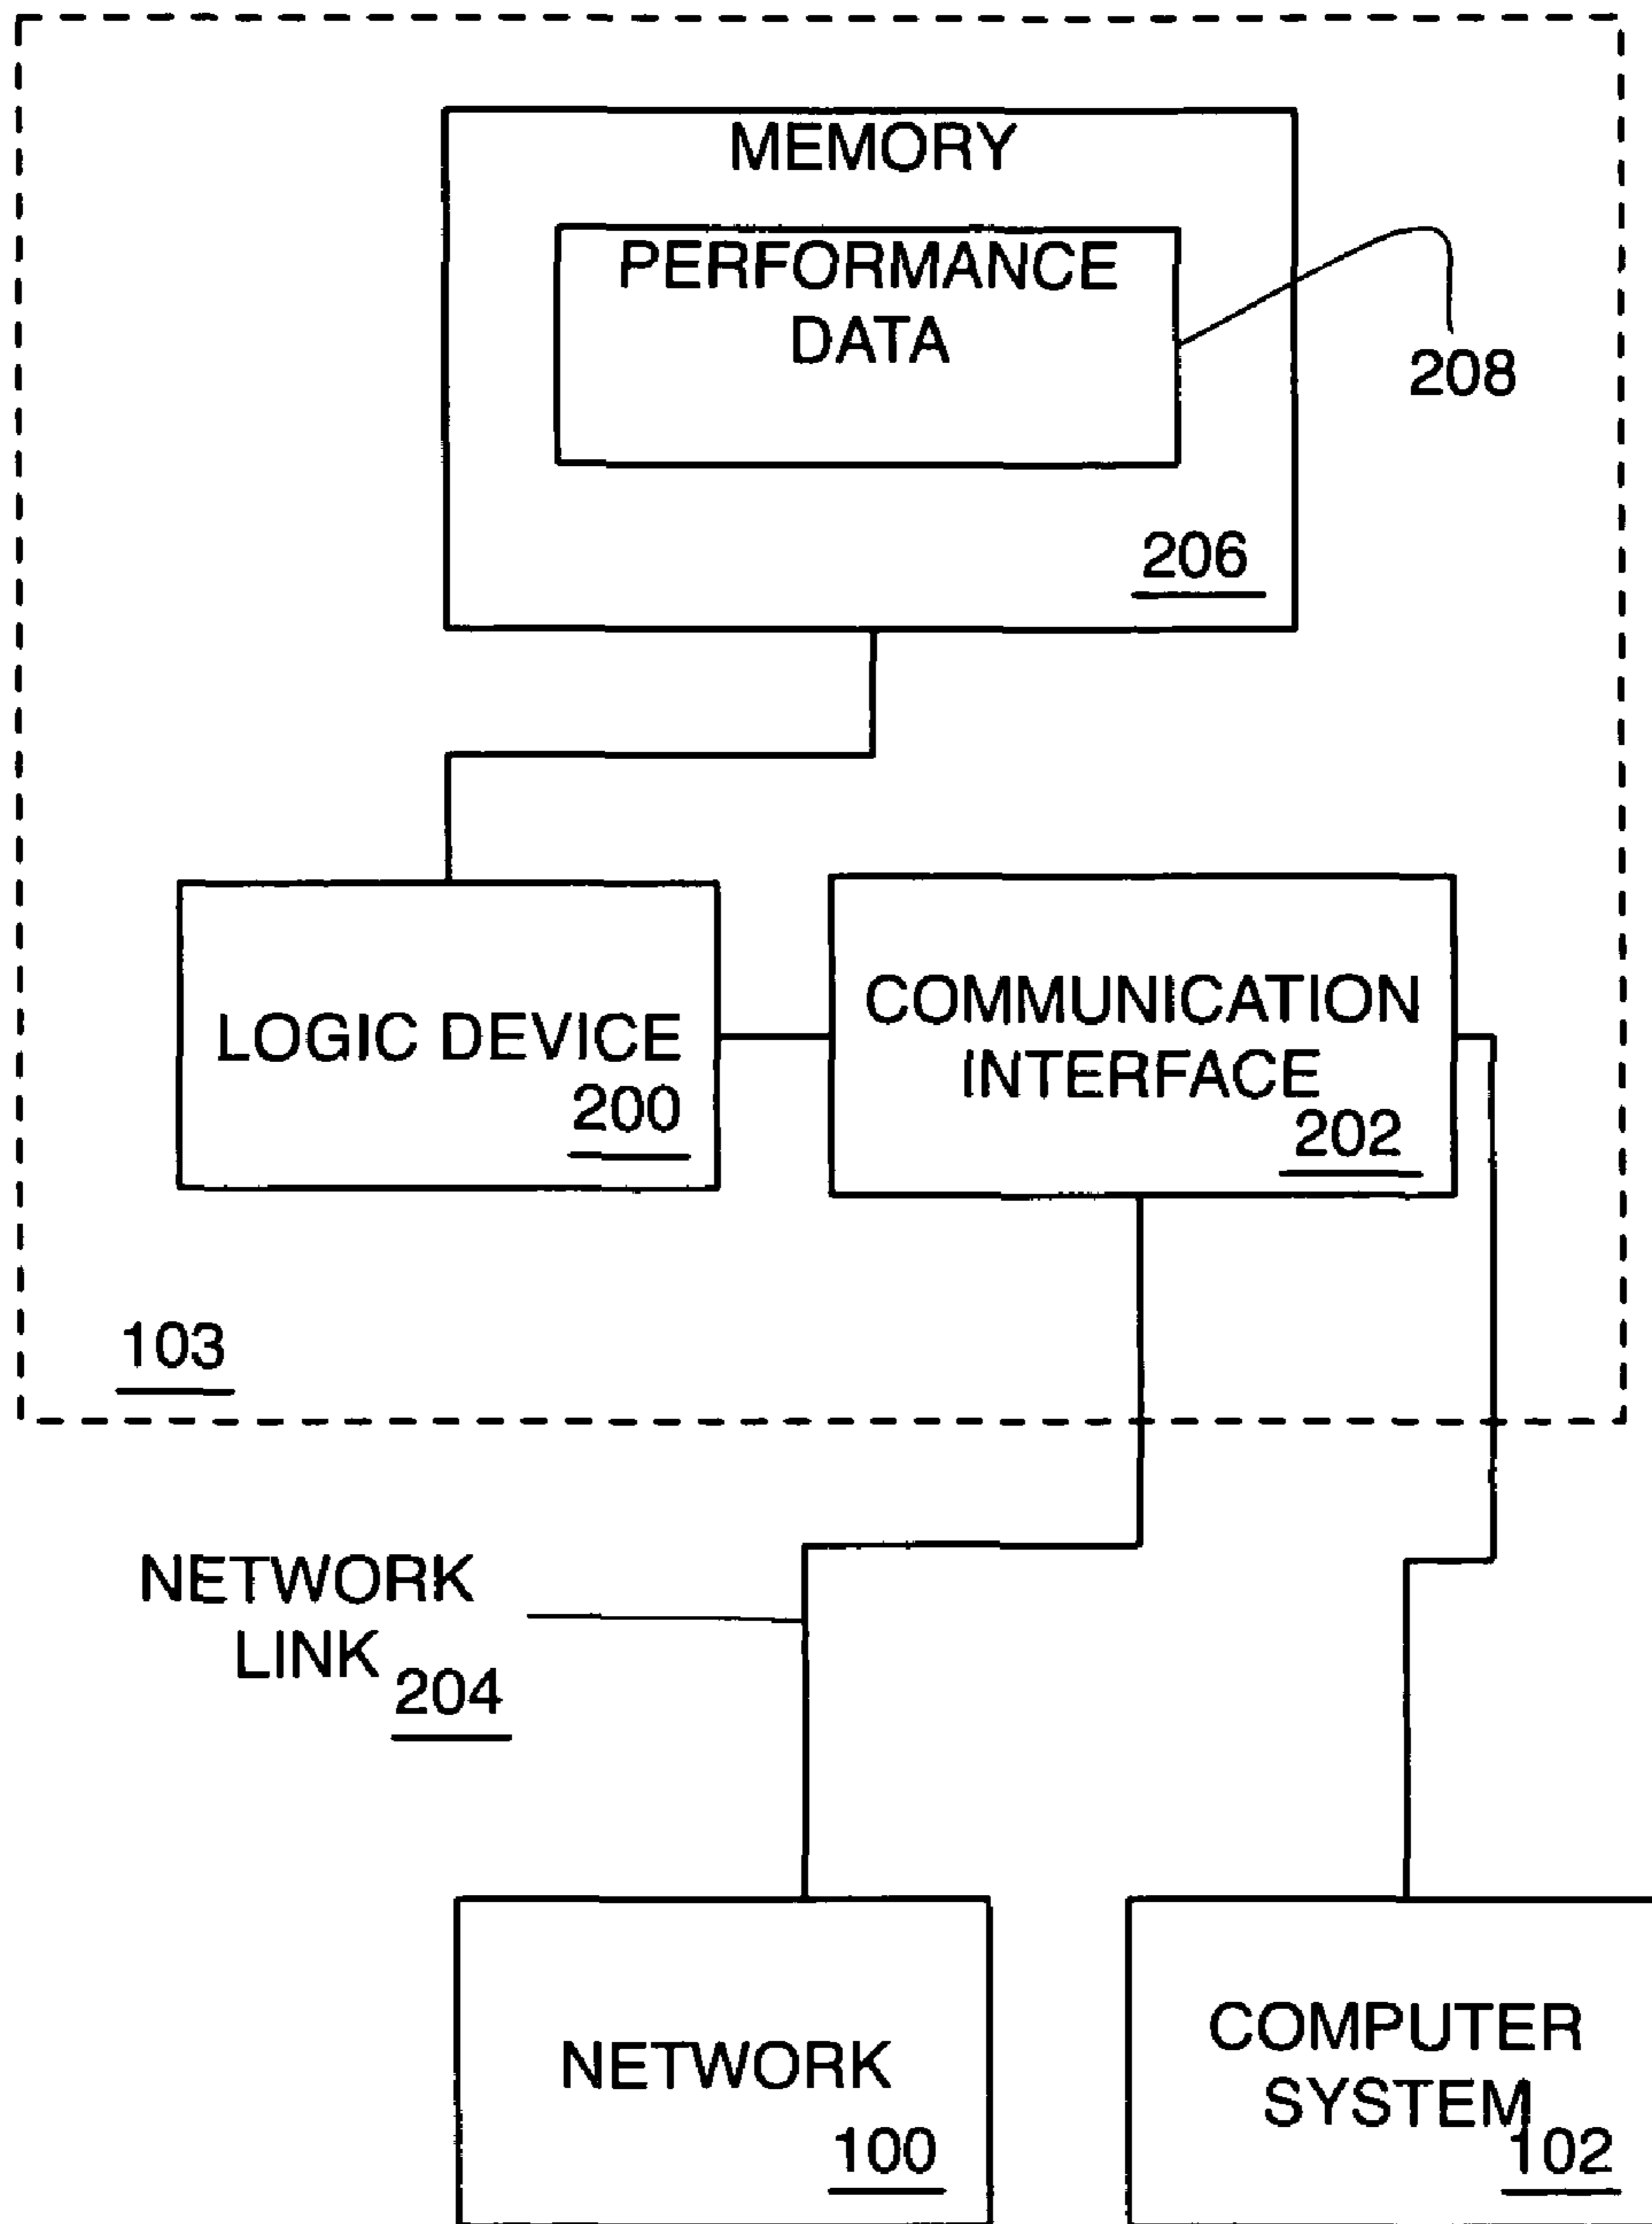 MEMORY
PERFORMANCE
DATA
208
206
LOGIC DEVICE
200
COMMUNICATION
INTERFACE
202
103
NETWORK
LINK
204
NETWORK
100
COMPUTER
SYSTEM
102